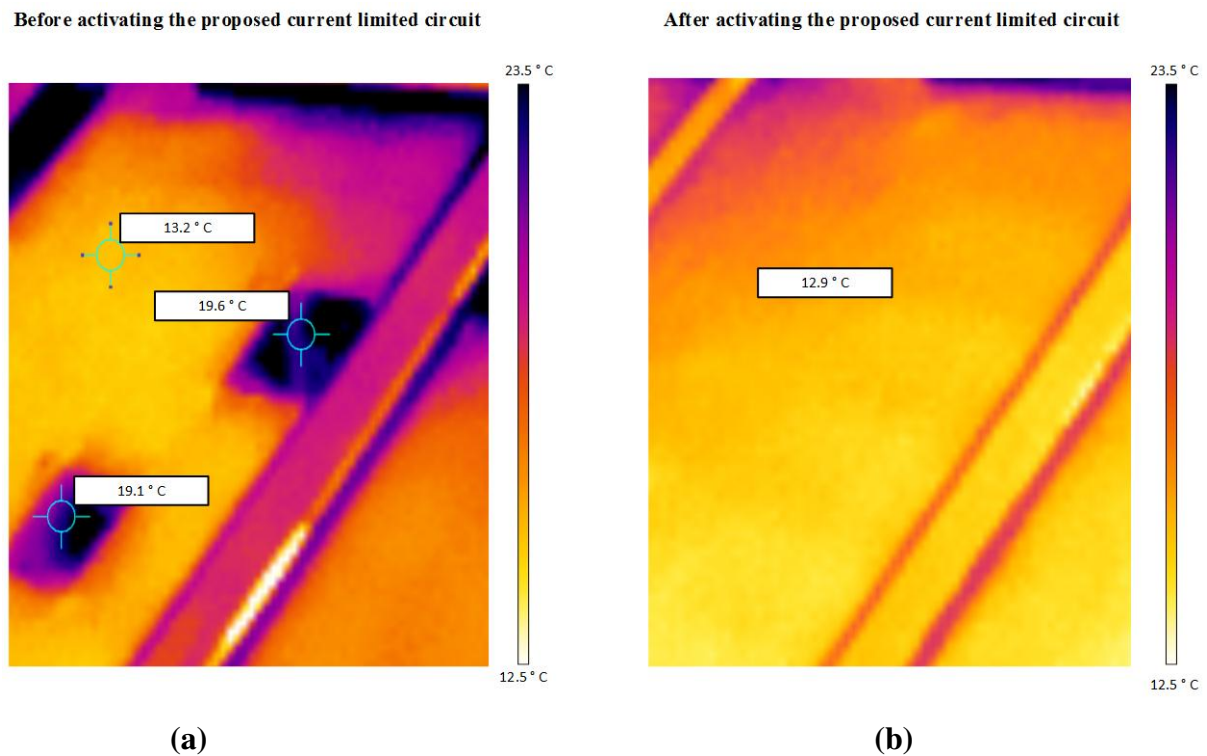 Before activating the proposed current limited circuit
After activating the proposed current limited circuit
23.5 ° C
23.5 ° C
13.2 ° C
19.6 ° C
12.9 ° C
19.1 ° C
12.5 ° C
12.5 ° C
(a)
(b)